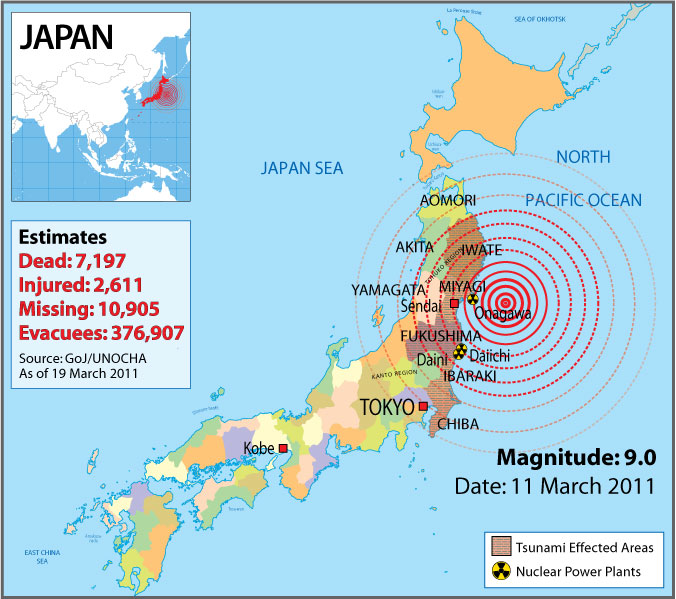 JAPAN
La Perouse Strait
SEA OF OKHOTSK
JAPAN SEA
NORTH
PACIFIC OCEAN
AOMORI
AKITA
IWATE
YAMAGATA
MIYAGI
Sendai
Onagawa
FUKUSHIMA
Daini
Daiichi
KANTO REGION
IBARAKI
TOKYO
CHIBA
Kobe
EAST CHINA
SEA
Estimates
Dead: 7,197
Injured: 2,611
Missing: 10,905
Evacuees: 376,907
Source: GoJ/UNOCHA
As of 19 March 2011
Magnitude: 9.0
Date: 11 March 2011
Tsunami Effected Areas
Nuclear Power Plants